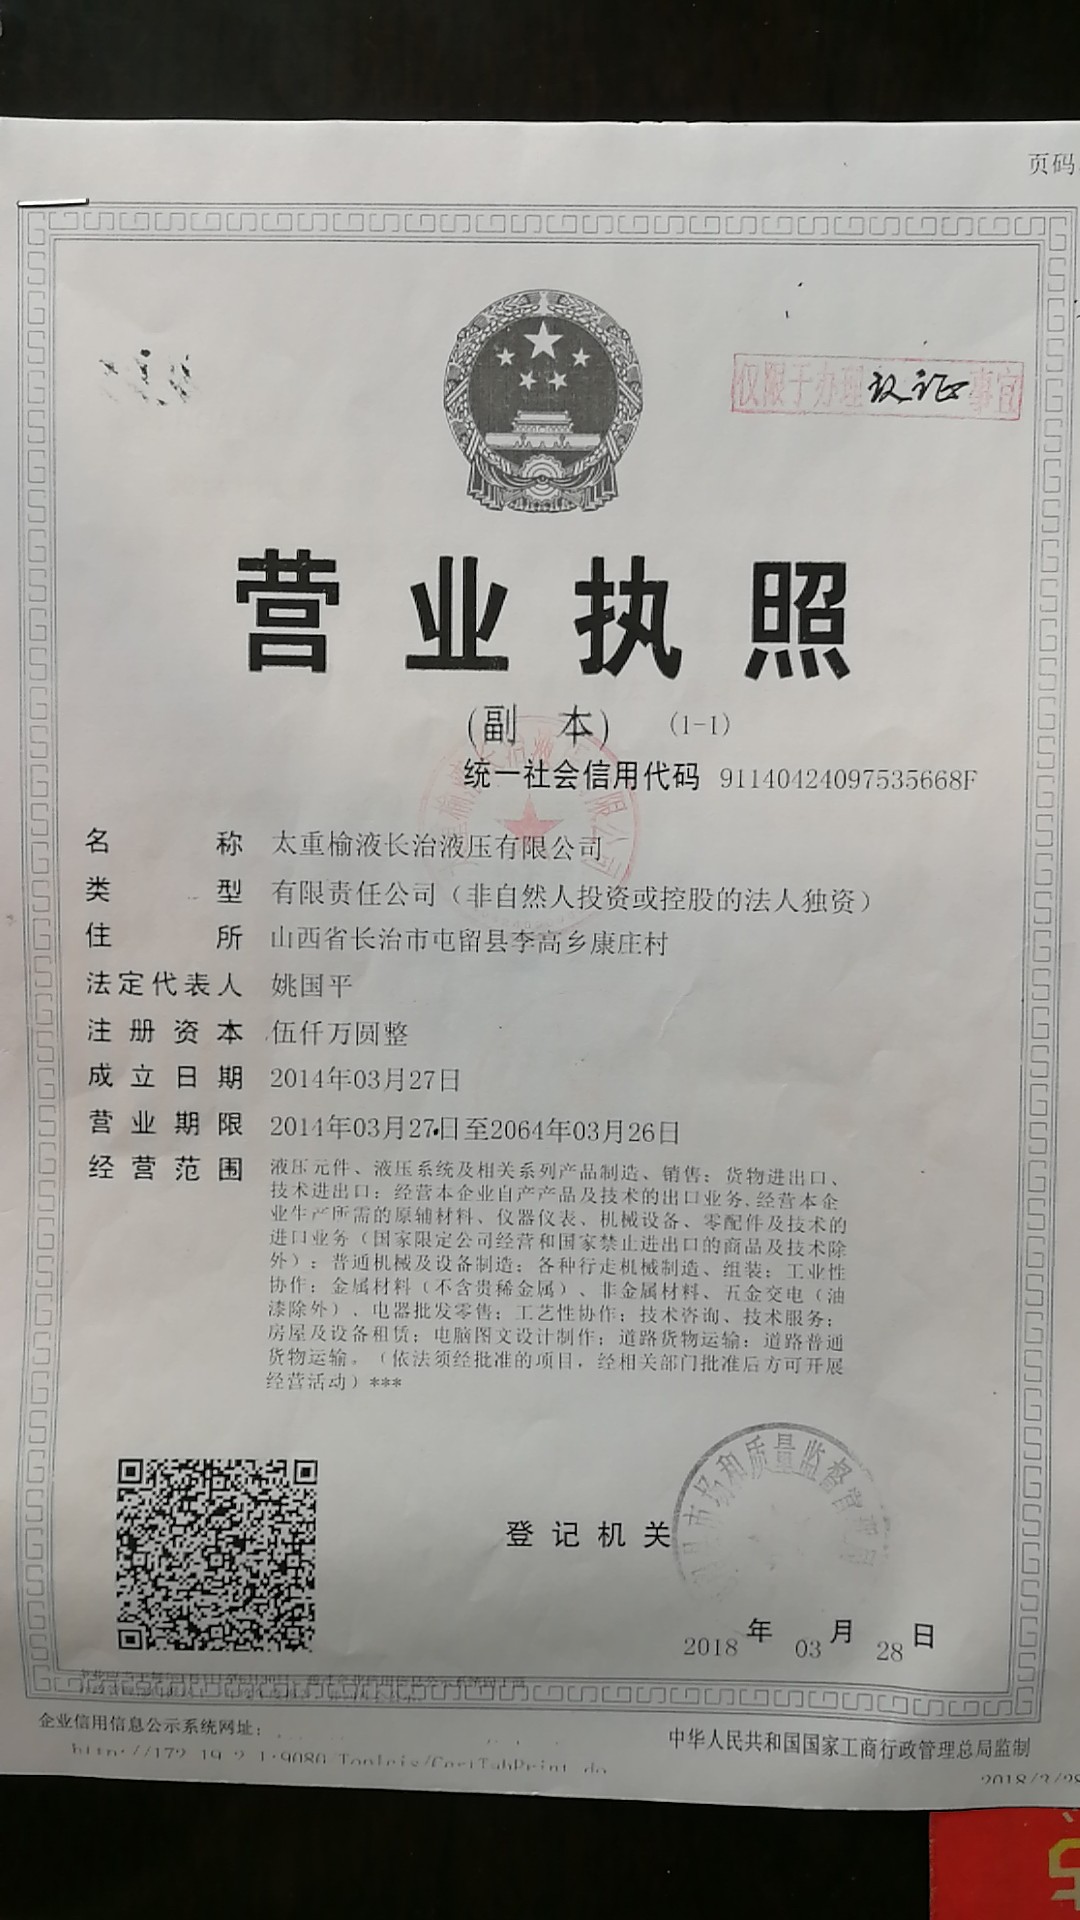 页码
仅限于办理认证事宜
营业执照
(副 本) (1-1)
统一社会信用代码 91140424097535668F
名 称 太重榆液长治液压有限公司
类 型 有限责任公司（非自然人投资或控股的法人独资）
住 所 山西省长治市屯留县李高乡康庄村
法定代表人 姚国平
注册资本 伍仟万圆整
成立日期 2014年03月27日
营业期限 2014年03月27日至2064年03月26日
经营范围 液压元件、液压系统及相关系列产品制造、销售；货物进出口、
技术进出口；经营本企业自产产品及技术的出口业务、经营本企
业生产所需的原辅材料、仪器仪表、机械设备、零配件及技术的
进口业务（国家限定公司经营和国家禁止进出口的商品及技术除
外）；普通机械及设备制造；各种行走机械制造、组装；工业性
协作；金属材料（不含贵稀金属）、非金属材料、五金交电（油
漆除外）、电器批发零售；工艺性协作；技术咨询、技术服务；
房屋及设备租赁；电脑图文设计制作；道路货物运输；道路普通
货物运输。（依法须经批准的项目，经相关部门批准后方可开展
经营活动）***
市场和质量监督管理局
登记机关
2018 年 03 月 28 日
企业信用信息公示系统网址：
中华人民共和国国家工商行政管理总局监制